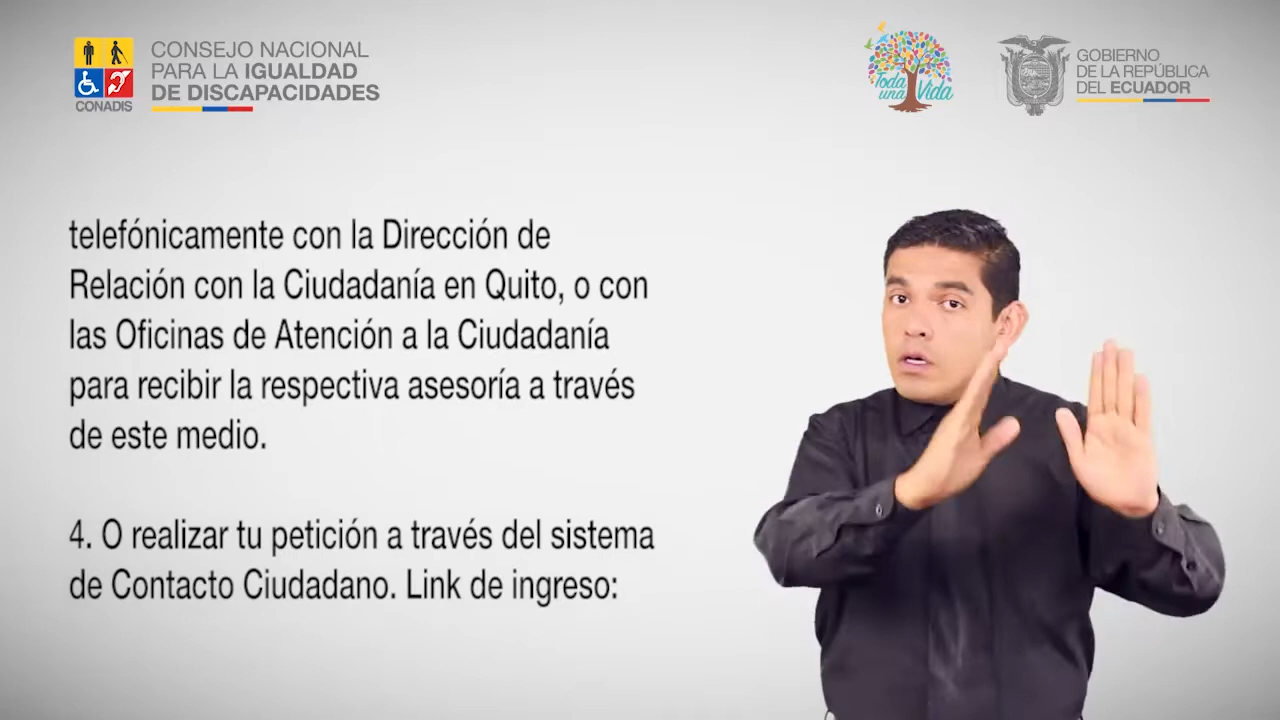 CONSEJO NACIONAL
PARA LA IGUALDAD
DE DISCAPACIDADES
CONADIS
Toda
una Vida
GOBIERNO
DE LA REPÚBLICA
DEL ECUADOR
telefónicamente con la Dirección de
Relación con la Ciudadanía en Quito, o con
las Oficinas de Atención a la Ciudadanía
para recibir la respectiva asesoría a través
de este medio.
4. O realizar tu petición a través del sistema
de Contacto Ciudadano. Link de ingreso: